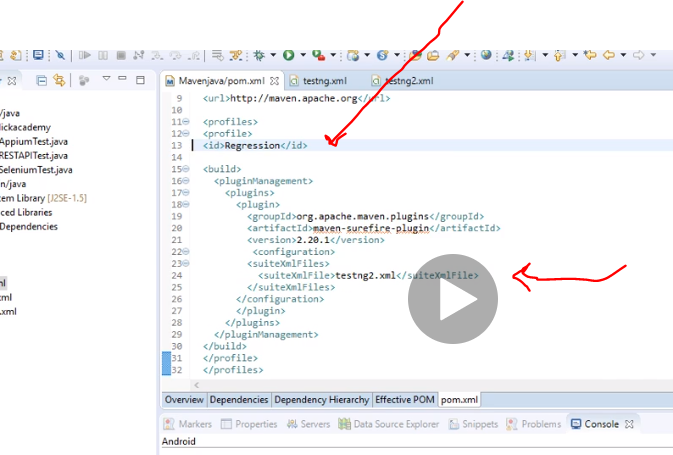 Mavenjava/pom.xml testng.xml testng2.xml
9 <url>http://maven.apache.org</url>
10
11 <profiles>
12 <profile>
13 <id>Regression</id>
14
15 <build>
16 <pluginManagement>
17 <plugins>
18 <plugin>
19 <groupId>org.apache.maven.plugins</groupId>
20 <artifactId>maven-surefire-plugin</artifactId>
21 <version>2.20.1</version>
22 <configuration>
23 <suiteXmlFiles>
24 <suiteXmlFile>testng2.xml</suiteXmlFile>
25 </suiteXmlFiles>
26 </configuration>
27 </plugin>
28 </plugins>
29 </pluginManagement>
30 </build>
31 </profile>
32 </profiles>
/java
lickacademy
AppiumTest.java
RESTAPITest.java
SeleniumTest.java
n/java
tem Library [J2SE-1.5]
ced Libraries
Dependencies
ml
xml
.xml
Overview Dependencies Dependency Hierarchy Effective POM pom.xml
Markers Properties Servers Data Source Explorer Snippets Problems Console
Android